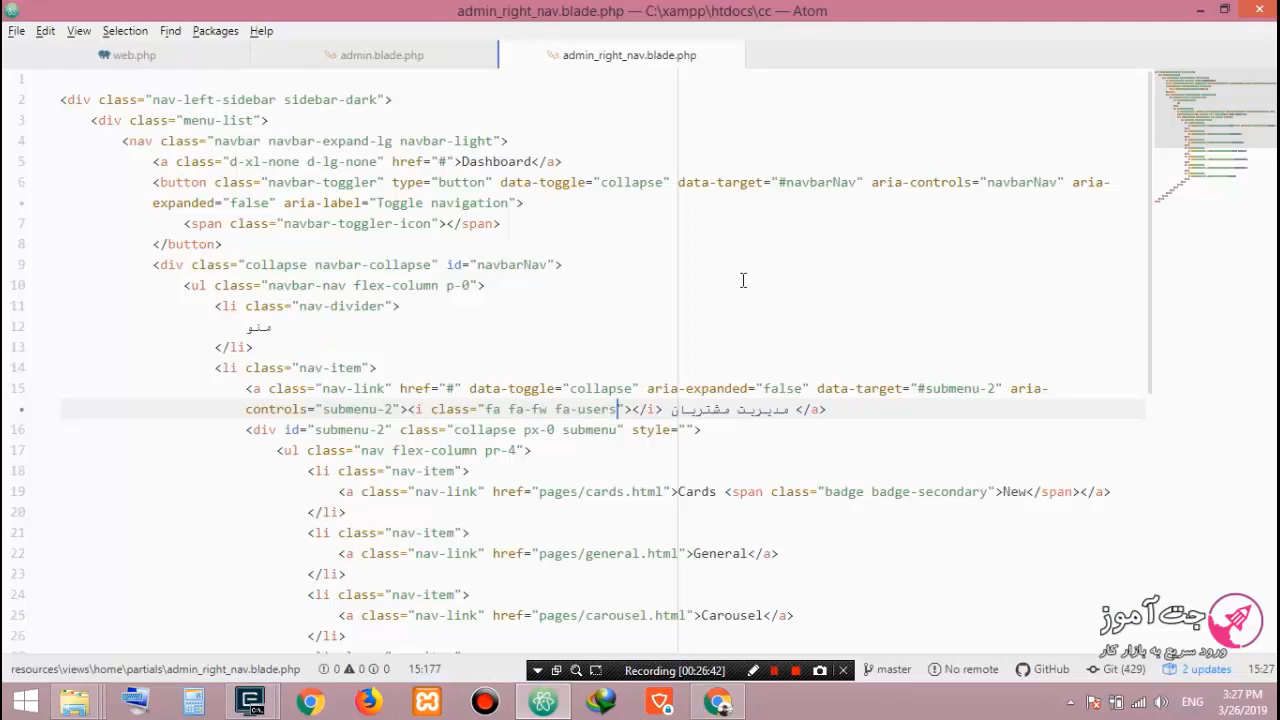 admin_right_nav.blade.php — C:\xampp\htdocs\cc — Atom
File Edit View Selection Find Packages Help
web.php admin.blade.php admin_right_nav.blade.php
1
2 <div class="nav-left-sidebar sidebar-dark">
3 <div class="menu-list">
4 <nav class="navbar navbar-expand-lg navbar-light">
5 <a class="d-xl-none d-lg-none" href="#">Dashboard</a>
6 <button class="navbar-toggler" type="button" data-toggle="collapse" data-target="#navbarNav" aria-controls="navbarNav" aria-
• expanded="false" aria-label="Toggle navigation">
7 <span class="navbar-toggler-icon"></span>
8 </button>
9 <div class="collapse navbar-collapse" id="navbarNav">
10 <ul class="navbar-nav flex-column p-0">
11 <li class="nav-divider">
12 منو
13 </li>
14 <li class="nav-item">
15 <a class="nav-link" href="#" data-toggle="collapse" aria-expanded="false" data-target="#submenu-2" aria-
• controls="submenu-2"><i class="fa fa-fw fa-users"></i> مدیریت مشتریان </a>
16 <div id="submenu-2" class="collapse px-0 submenu" style="">
17 <ul class="nav flex-column pr-4">
18 <li class="nav-item">
19 <a class="nav-link" href="pages/cards.html">Cards <span class="badge badge-secondary">New</span></a>
20 </li>
21 <li class="nav-item">
22 <a class="nav-link" href="pages/general.html">General</a>
23 </li>
24 <li class="nav-item">
25 <a class="nav-link" href="pages/carousel.html">Carousel</a>
26 </li>
جت آموز
ورود سریع به بازار کار
resources\views\home\partials\admin_right_nav.blade.php 0 0 0 15:177 Recording [00:26:42] master No remote GitHub 0 (429) 2 updates 15:27
ENG 3:27 PM
3/26/2019